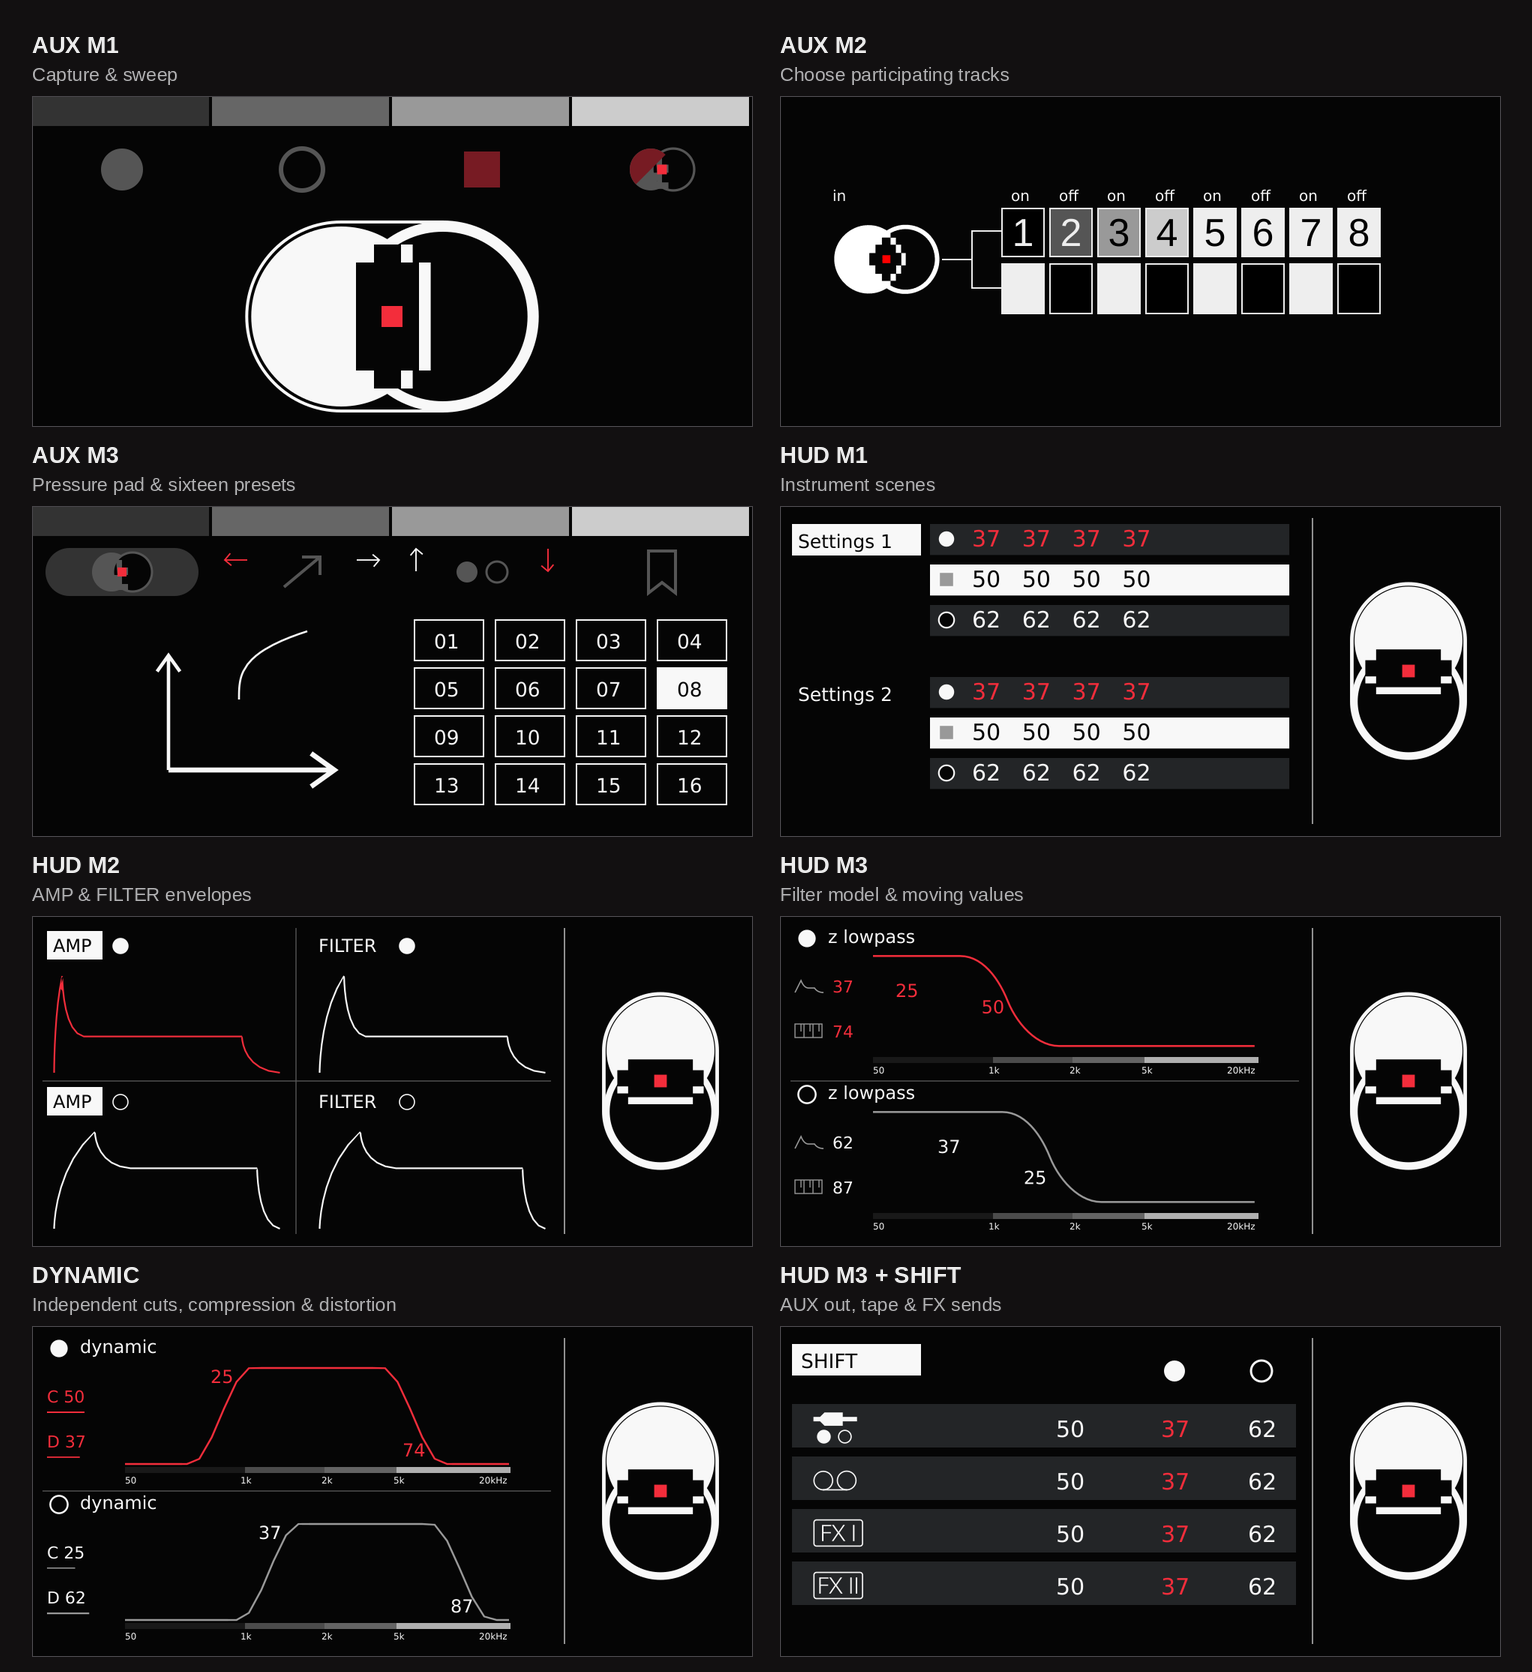 AUX M1
Capture & sweep
AUX M2
Choose participating tracks
in on off on off on off on off
1 2 3 4 5 6 7 8
AUX M3
Pressure pad & sixteen presets
01 02 03 04
05 06 07 08
09 10 11 12
13 14 15 16
HUD M1
Instrument scenes
Settings 1
37 37 37 37
50 50 50 50
62 62 62 62
Settings 2
37 37 37 37
50 50 50 50
62 62 62 62
HUD M2
AMP & FILTER envelopes
AMP FILTER
AMP FILTER
HUD M3
Filter model & moving values
z lowpass
37 25 50
74
50 1k 2k 5k 20kHz
z lowpass
62 37 25
87
50 1k 2k 5k 20kHz
DYNAMIC
Independent cuts, compression & distortion
dynamic
25
C 50
D 37 74
50 1k 2k 5k 20kHz
dynamic
37
C 25
D 62 87
50 1k 2k 5k 20kHz
HUD M3 + SHIFT
AUX out, tape & FX sends
SHIFT
50 37 62
50 37 62
FX I 50 37 62
FX II 50 37 62